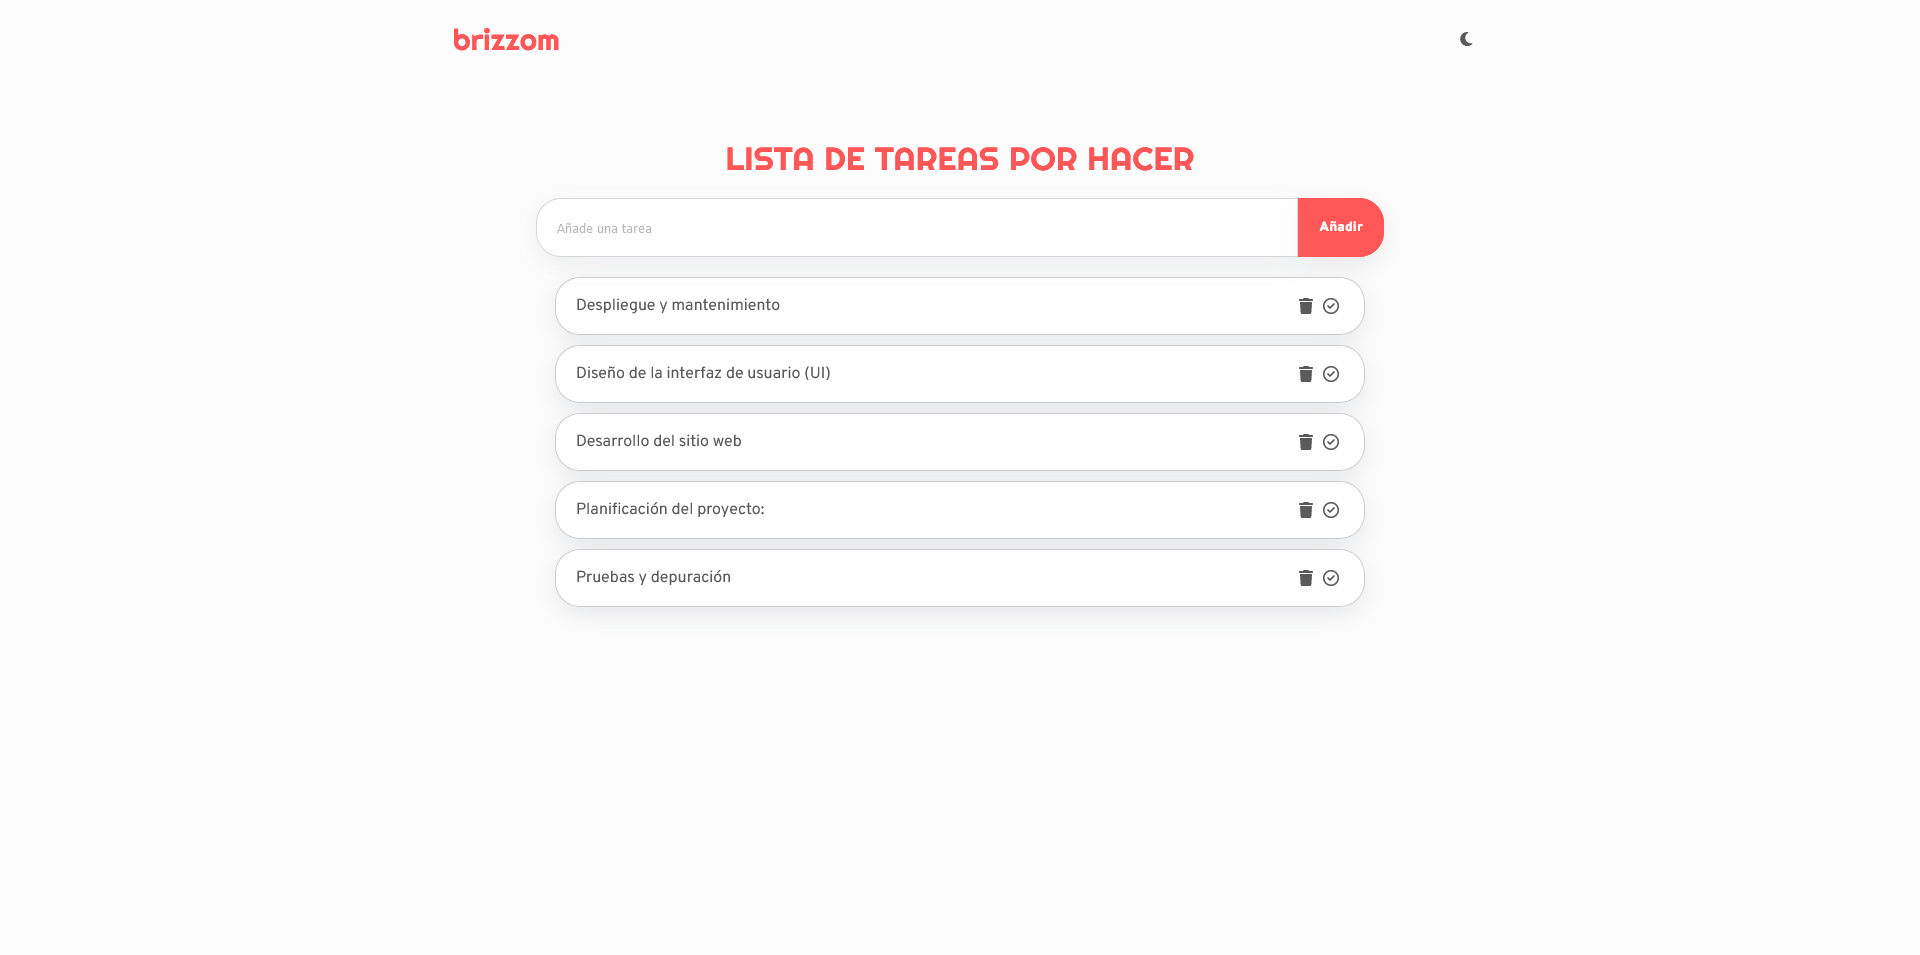 brizzom
LISTA DE TAREAS POR HACER
Añade una tarea
Añadir
Despliegue y mantenimiento
Diseño de la interfaz de usuario (UI)
Desarrollo del sitio web
Planificación del proyecto:
Pruebas y depuración